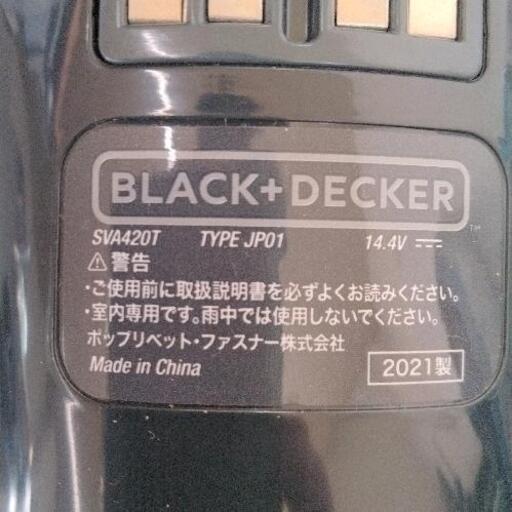 BLACK+DECKER™
SVA420T TYPE JP01 14.4V ⎓
⚠警告
・ご使用前に取扱説明書を必ずよくお読みください。
・室内専用です。雨中では使用しないでください。
ポップリベット・ファスナー株式会社
Made in China 2021製